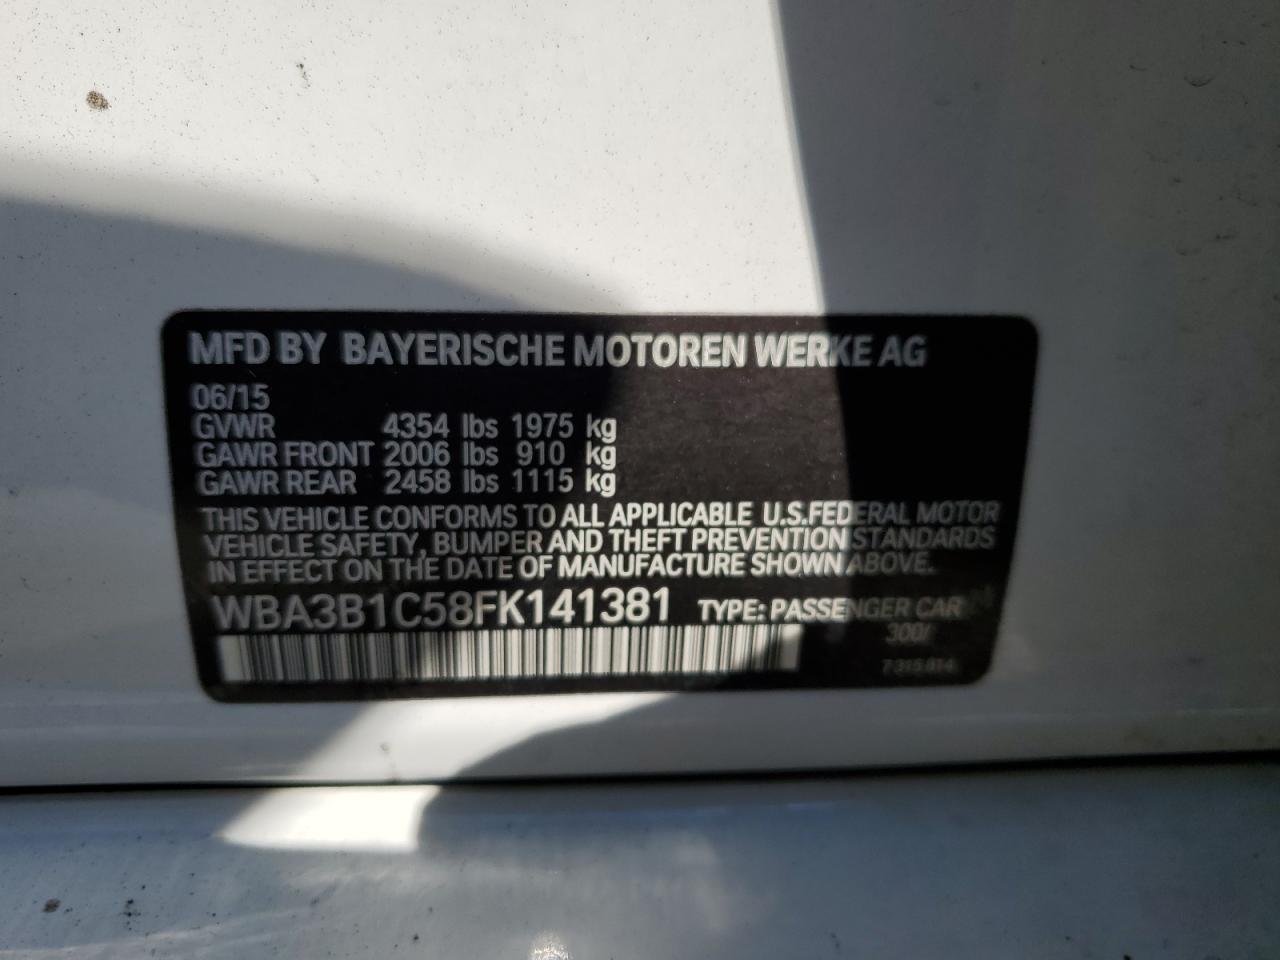 MFD BY BAYERISCHE MOTOREN WERKE AG
06/15
GVWR 4354 lbs 1975 kg
GAWR FRONT 2006 lbs 910 kg
GAWR REAR 2458 lbs 1115 kg
THIS VEHICLE CONFORMS TO ALL APPLICABLE U.S.FEDERAL MOTOR
VEHICLE SAFETY, BUMPER AND THEFT PREVENTION STANDARDS
IN EFFECT ON THE DATE OF MANUFACTURE SHOWN ABOVE.
WBA3B1C58FK141381 TYPE: PASSENGER CAR
300/